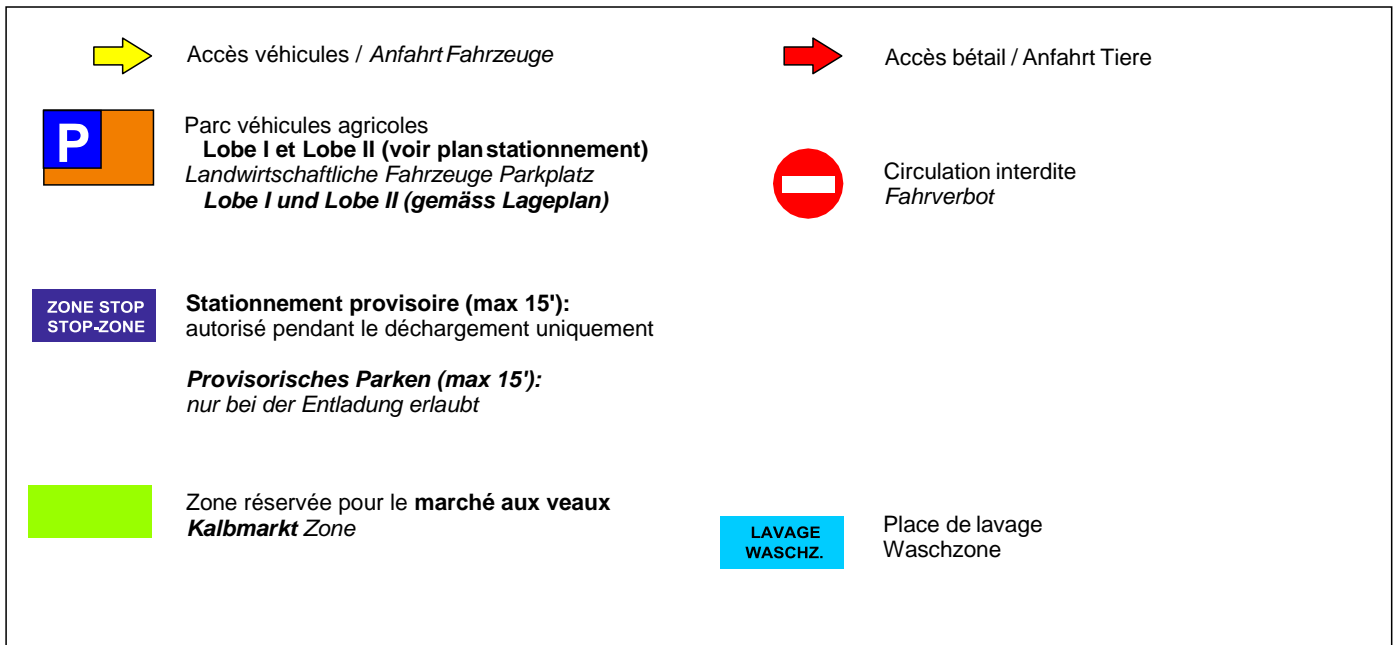 Accès véhicules / Anfahrt Fahrzeuge
Accès bétail / Anfahrt Tiere
P
Parc véhicules agricoles
Lobe I et Lobe II (voir plan stationnement)
Landwirtschaftliche Fahrzeuge Parkplatz
Lobe I und Lobe II (gemäss Lageplan)
Circulation interdite
Fahrverbot
ZONE STOP
STOP-ZONE
Stationnement provisoire (max 15'):
autorisé pendant le déchargement uniquement
Provisorisches Parken (max 15'):
nur bei der Entladung erlaubt
Zone réservée pour le marché aux veaux
Kalbmarkt Zone
LAVAGE
WASCHZ.
Place de lavage
Waschzone